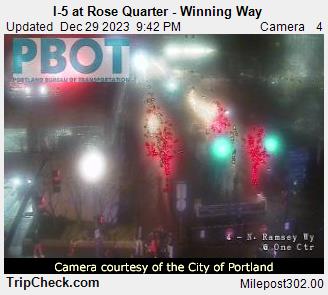 I-5 at Rose Quarter - Winning Way
Updated Dec 29 2023 9:42 PM Camera 4
PBOT
PORTLAND BUREAU OF TRANSPORTATION
4 - N. Ramsey Wy
@ One Ctr
Camera courtesy of the City of Portland
TripCheck.com Milepost302.00